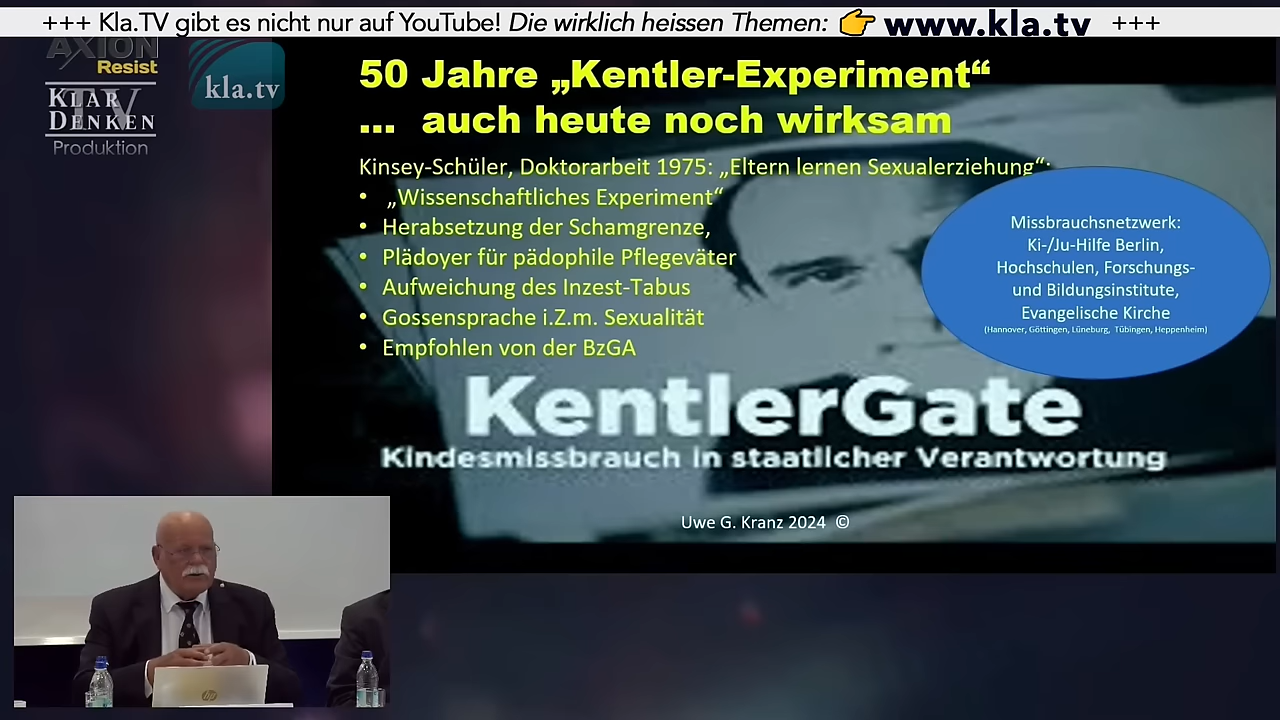 +++ Kla.TV gibt es nicht nur auf YouTube! Die wirklich heissen Themen: 👉 www.kla.tv +++
AXION
Resist
TV
KLAR
DENKEN
Produktion
kla.tv
50 Jahre „Kentler-Experiment“
... auch heute noch wirksam
Kinsey-Schüler, Doktorarbeit 1975: „Eltern lernen Sexualerziehung“:
• „Wissenschaftliches Experiment“
• Herabsetzung der Schamgrenze,
• Plädoyer für pädophile Pflegeväter
• Aufweichung des Inzest-Tabus
• Gossensprache i.Z.m. Sexualität
• Empfohlen von der BzGA
Missbrauchsnetzwerk:
Ki-/Ju-Hilfe Berlin,
Hochschulen, Forschungs-
und Bildungsinstitute,
Evangelische Kirche
(Hannover, Göttingen, Lüneburg, Tübingen, Heppenheim)
KentlerGate
Kindesmissbrauch in staatlicher Verantwortung
Uwe G. Kranz 2024 ©
hp